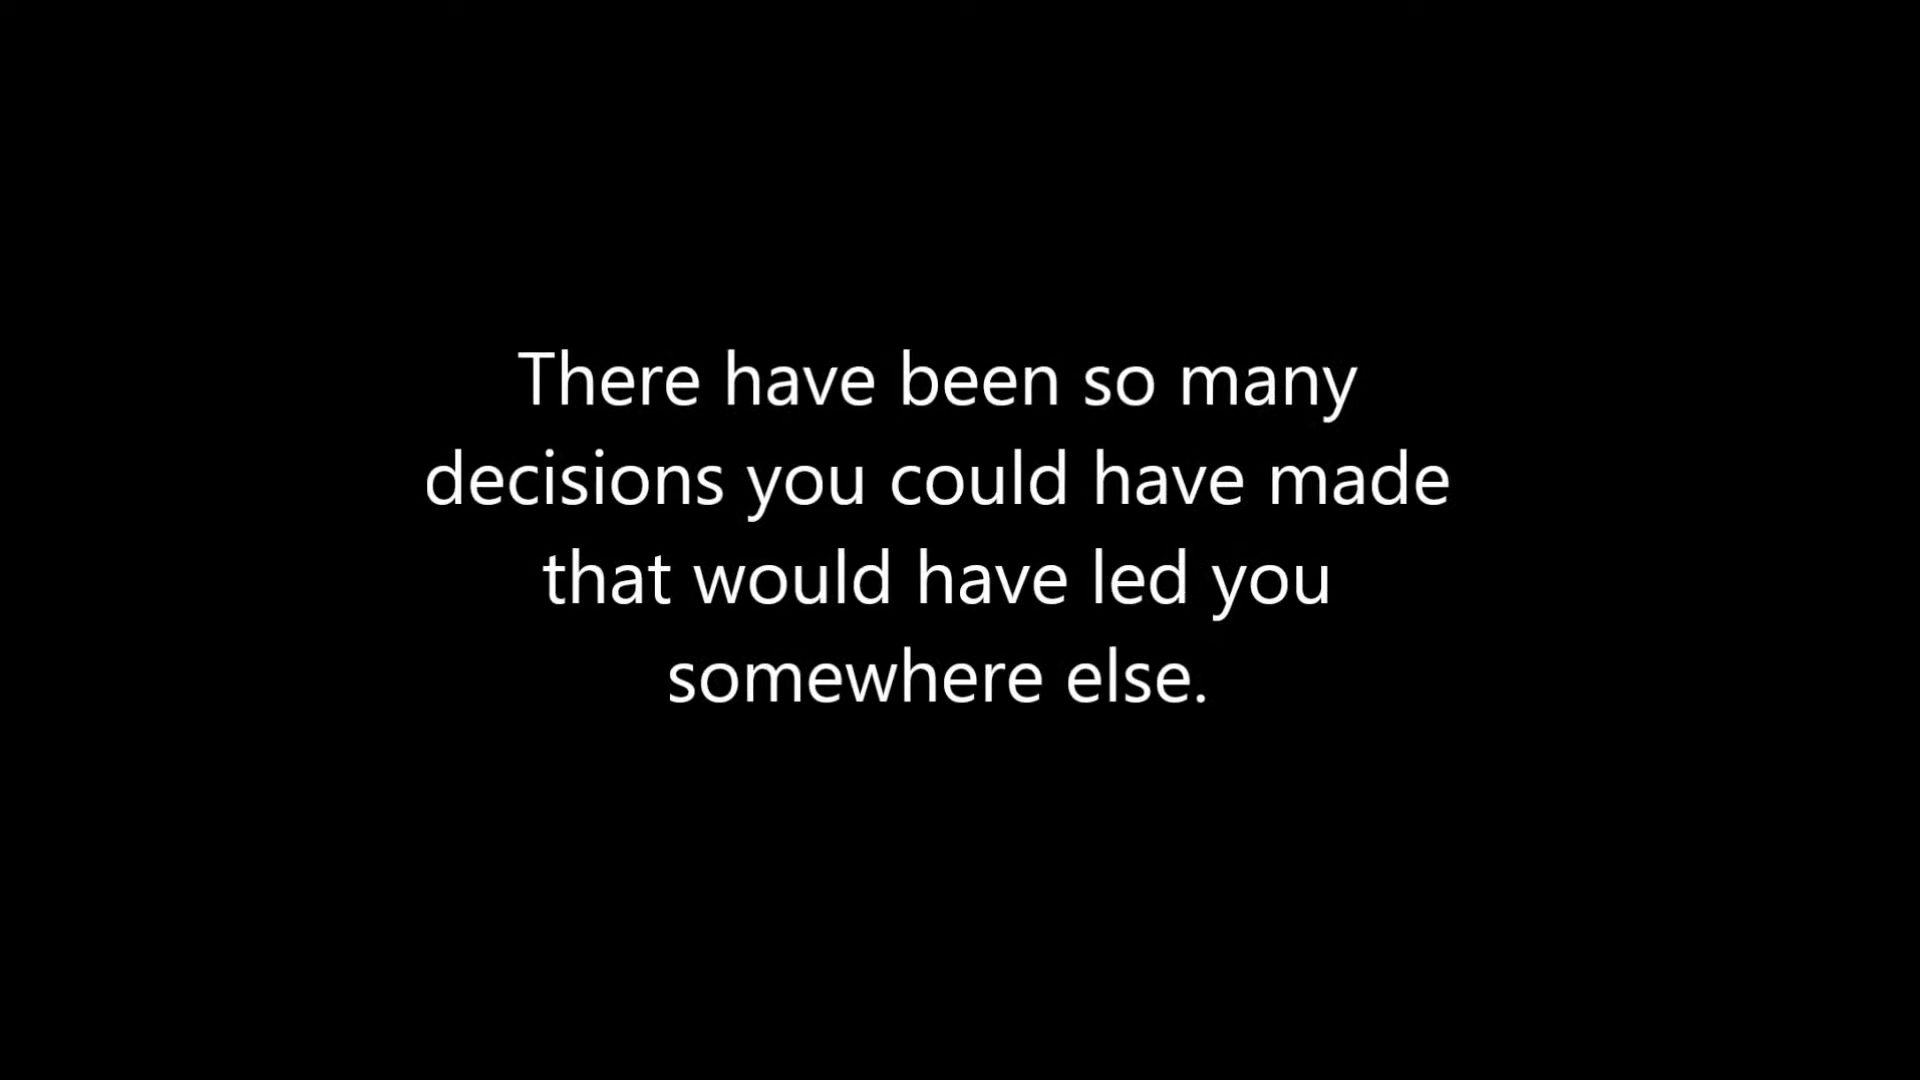 There have been so many
decisions you could have made
that would have led you
somewhere else.